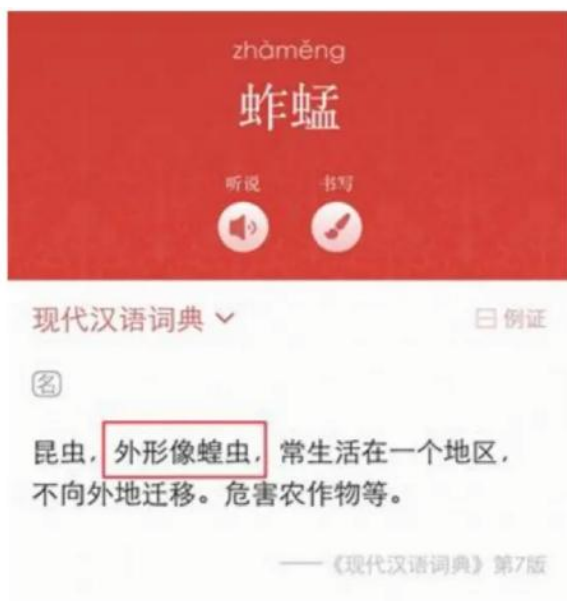 zhàměng
蚱蜢
听说 书写
现代汉语词典
例证
名
昆虂，外形像蝗虫，常生活在一个地区，
不向外地迁移。危害农作物等。
——《现代汉语词典》第7版